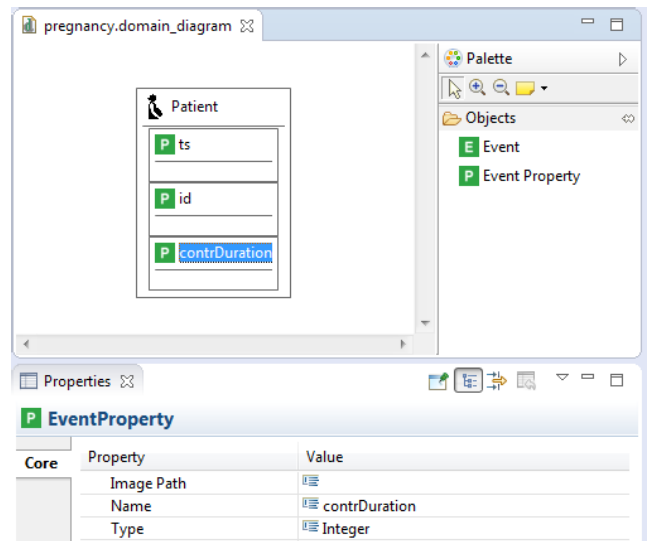 pregnancy.domain_diagram
Palette
Patient
P ts
P id
P contrDuration
Objects
E Event
P Event Property
Properties
P EventProperty
Core
Property Value
Image Path
Name contrDuration
Type Integer